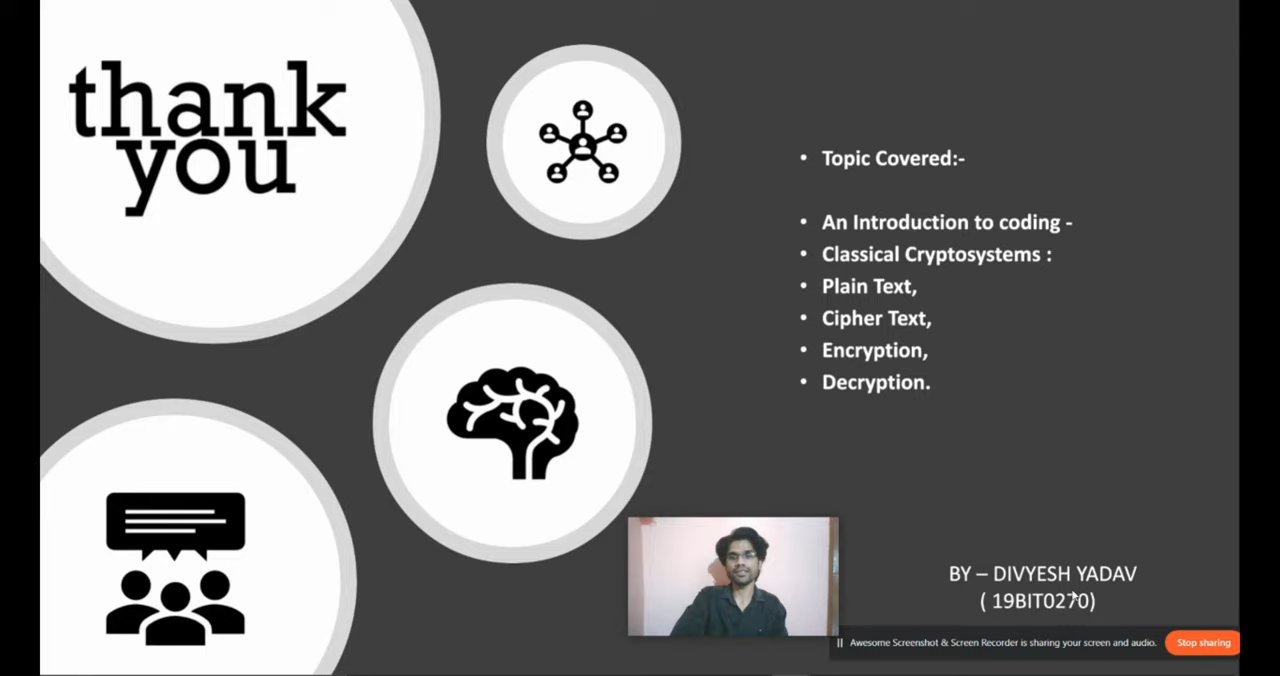 thank
you
• Topic Covered:-
• An Introduction to coding -
• Classical Cryptosystems :
• Plain Text,
• Cipher Text,
• Encryption,
• Decryption.
BY – DIVYESH YADAV
( 19BIT0270)
Awesome Screenshot & Screen Recorder is sharing your screen and audio.
Stop sharing